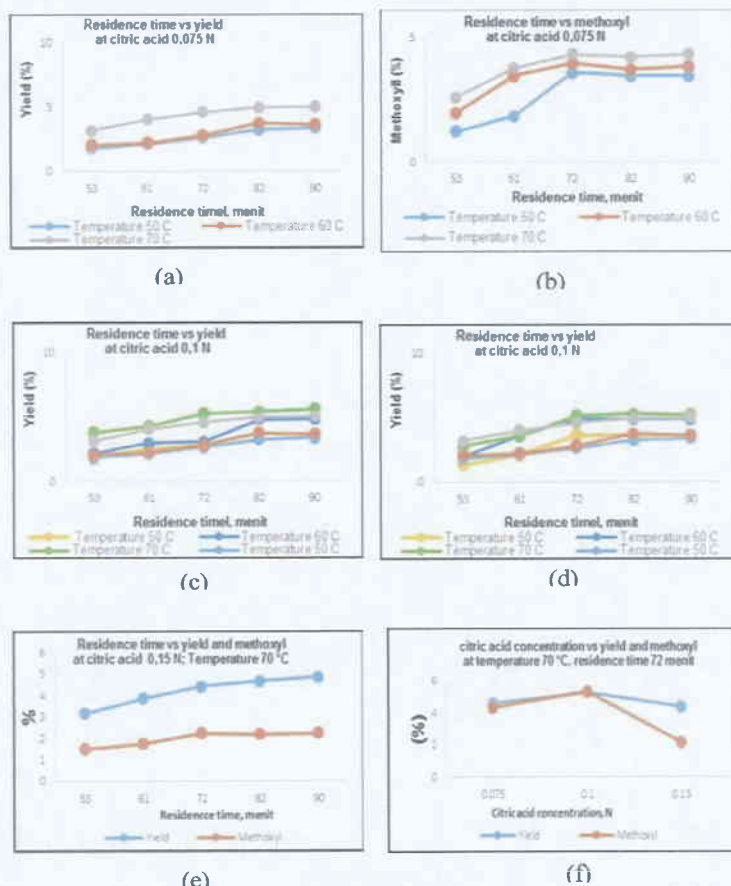 Residence time vs yield
at citric acid 0,075 N
10
5
0
Yield (%)
53 61 72 82 90
Residence timel, menit
Temperature 50 C
Temperature 60 C
Temperature 70 C
(a)
Residence time vs methoxyl
at citric acid 0,075 N
5
0
53 61 72 82 90
Residence time, menit
Temperature 50 C
Temperature 60 C
Temperature 70 C
(b)
Residence time vs yield
at citric acid 0,1 N
10
0
Yield (%)
53 61 72 82 90
Residence timel, menit
Temperature 50 C
Temperature 60 C
Temperature 70 C
Temperature 50 C
(c)
Residence time vs yield
at citric acid 0,1 N
10
0
Yield (%)
53 61 72 82 90
Residence timel, menit
Temperature 50 C
Temperature 60 C
Temperature 70 C
Temperature 50 C
(d)
Residence time vs yield and methoxyl
at citric acid 0,15 N; Temperature 70 °C
6
5
4
3
2
1
0
%
53 61 72 82 90
Residence time, menit
Yield
Methoxyl
(e)
citric acid concentration vs yield and methoxyl
at temperature 70 °C, residence time 72 menit
6
4
2
0
(%)
0.075 0.1 0.15
Citric acid concentration, N
Yield
Methoxyl
(f)